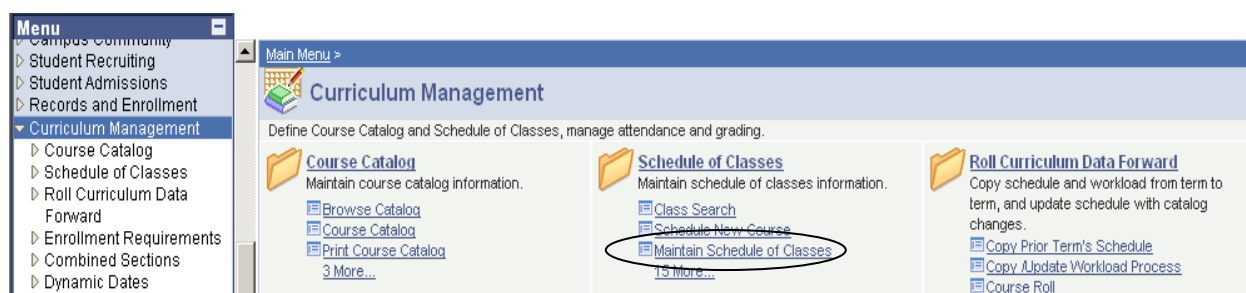 Menu
Campus Community
Student Recruiting
Student Admissions
Records and Enrollment
Curriculum Management
Course Catalog
Schedule of Classes
Roll Curriculum Data
Forward
Enrollment Requirements
Combined Sections
Dynamic Dates
Main Menu >
Curriculum Management
Define Course Catalog and Schedule of Classes, manage attendance and grading.
Course Catalog
Maintain course catalog information.
Browse Catalog
Course Catalog
Print Course Catalog
3 More...
Schedule of Classes
Maintain schedule of classes information.
Class Search
Schedule New Course
Maintain Schedule of Classes
15 More...
Roll Curriculum Data Forward
Copy schedule and workload from term to
term, and update schedule with catalog
changes.
Copy Prior Term's Schedule
Copy /Update Workload Process
Course Roll